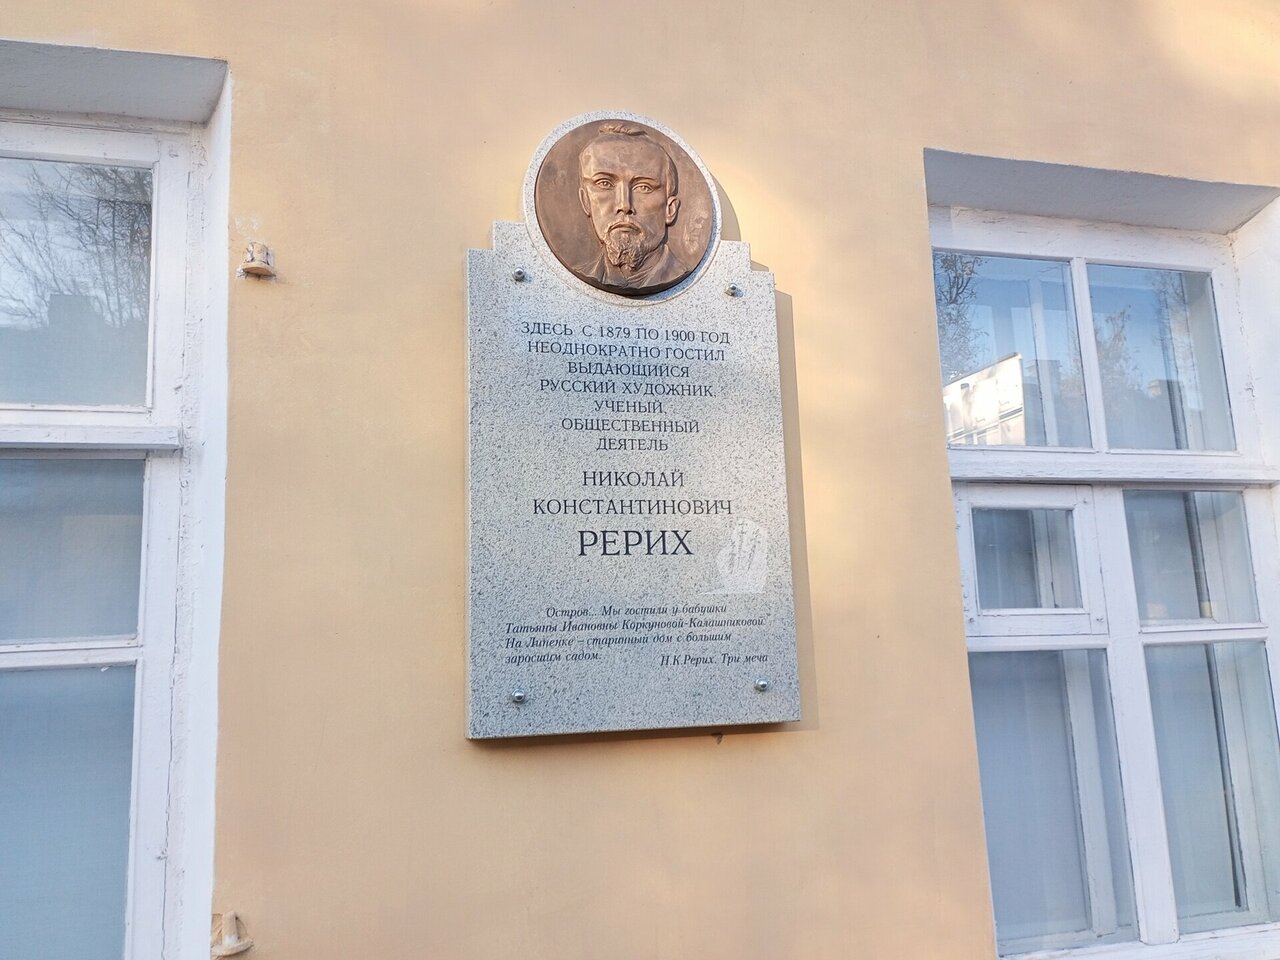 ЗДЕСЬ С 1879 ПО 1900 ГОД
НЕОДНОКРАТНО ГОСТИЛ
ВЫДАЮЩИЙСЯ
РУССКИЙ ХУДОЖНИК,
УЧЕНЫЙ,
ОБЩЕСТВЕННЫЙ
ДЕЯТЕЛЬ
НИКОЛАЙ
КОНСТАНТИНОВИЧ
РЕРИХ
Остров... Мы гостили у бабушки
Татьяны Ивановны Коркуновой-Калашниковой.
На Липенке – старинный дом с большим
заросшим садом.
Н.К.Рерих. Три меча